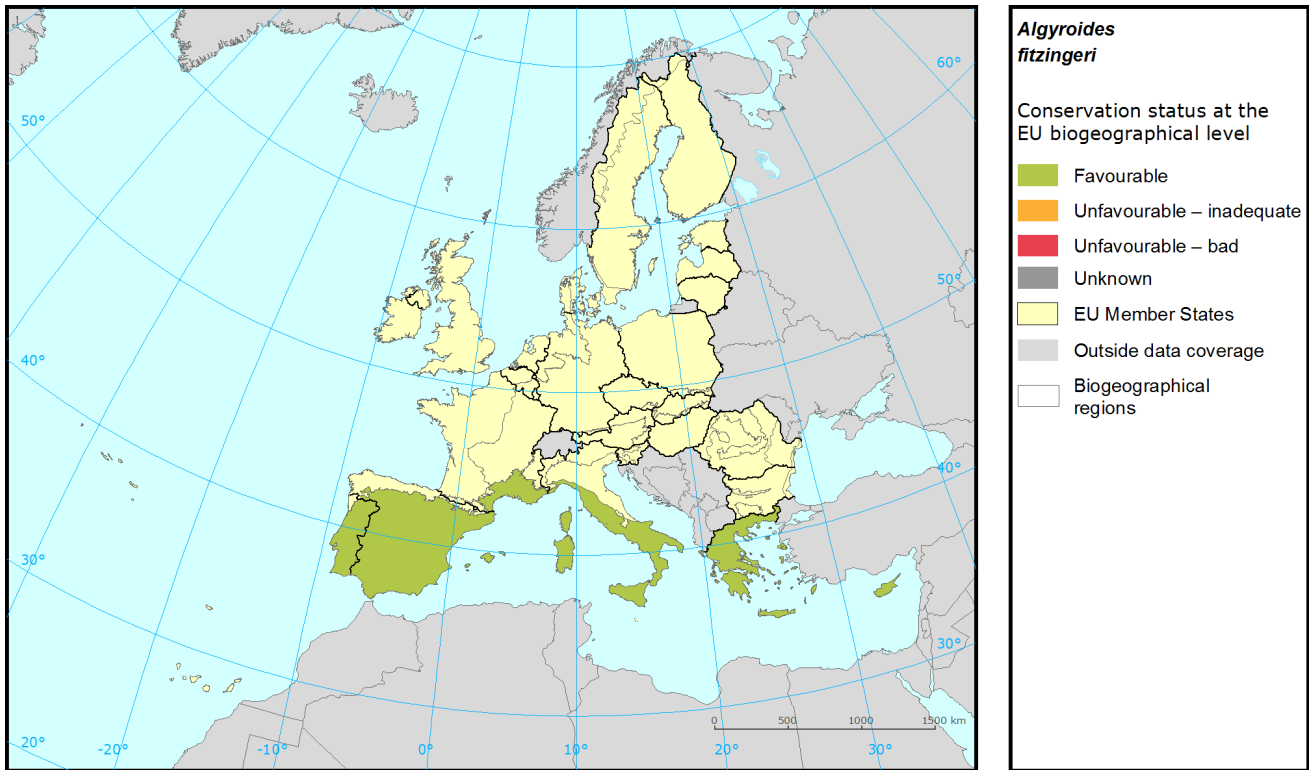 Algyroides
fitzingeri
Conservation status at the
EU biogeographical level
Favourable
Unfavourable – inadequate
Unfavourable – bad
Unknown
EU Member States
Outside data coverage
Biogeographical
regions
60°
50°
50°
40°
40°
30°
30°
0 500 1000 1500 km
20° -20° -10° 0° 10° 20° 30°